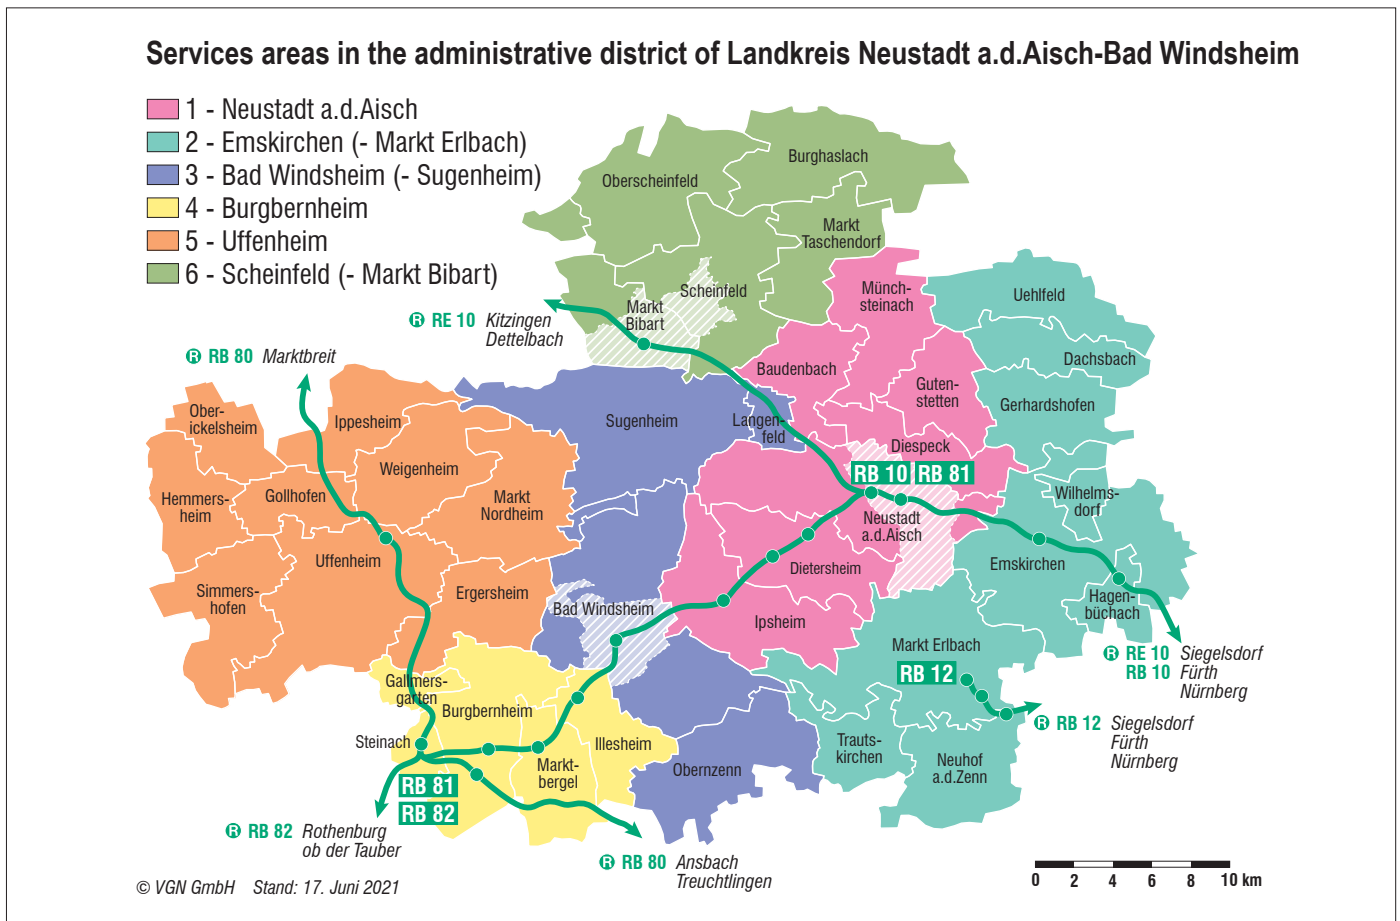 Services areas in the administrative district of Landkreis Neustadt a.d.Aisch-Bad Windsheim
1 - Neustadt a.d.Aisch
2 - Emskirchen (- Markt Erlbach)
3 - Bad Windsheim (- Sugenheim)
4 - Burgbernheim
5 - Uffenheim
6 - Scheinfeld (- Markt Bibart)
Burghaslach
Oberscheinfeld
Markt
Taschendorf
Scheinfeld
Markt
Bibart
Münch-
steinach
Uehlfeld
R RE 10 Kitzingen
Dettelbach
R RB 80 Marktbreit
Dachsbach
Baudenbach
Guten-
stetten
Gerhardshofen
Ober-
ickelsheim
Ippesheim
Sugenheim
Langen-
feld
Diespeck
RB 10 RB 81
Weigenheim
Gollhofen
Hemmers-
heim
Markt
Nordheim
Wilhelms-
dorf
Neustadt
a.d.Aisch
Uffenheim
Dietersheim
Emskirchen
Simmers-
hofen
Ergersheim
Bad Windsheim
Ipsheim
Hagen-
büchach
Markt Erlbach
RB 12
R RE 10 Siegelsdorf
RB 10 Fürth
Nürnberg
Gallmers-
garten
Burgbernheim
R RB 12 Siegelsdorf
Fürth
Nürnberg
Steinach
Illesheim
Markt-
bergel
Obernzenn
Trauts-
kirchen
Neuhof
a.d.Zenn
RB 81
RB 82
R RB 82 Rothenburg
ob der Tauber
R RB 80 Ansbach
Treuchtlingen
0 2 4 6 8 10 km
© VGN GmbH Stand: 17. Juni 2021